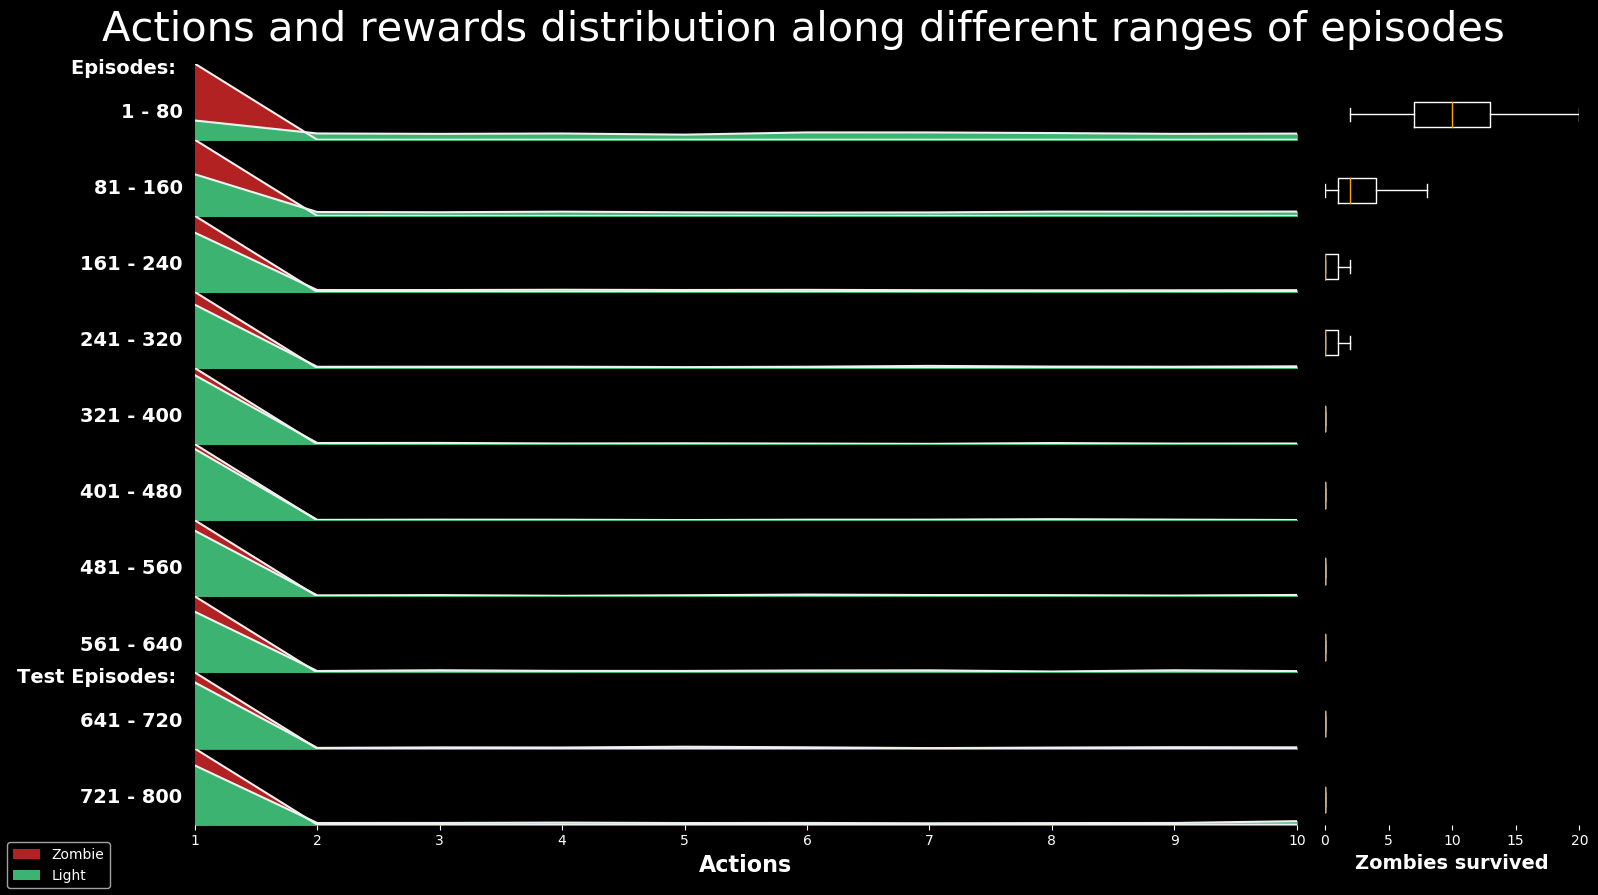 Actions and rewards distribution along different ranges of episodes
Episodes:
1 - 80
81 - 160
161 - 240
241 - 320
321 - 400
401 - 480
481 - 560
561 - 640
Test Episodes:
641 - 720
721 - 800
1 2 3 4 5 6 7 8 9 10
Actions
0 5 10 15 20
Zombies survived
Zombie
Light